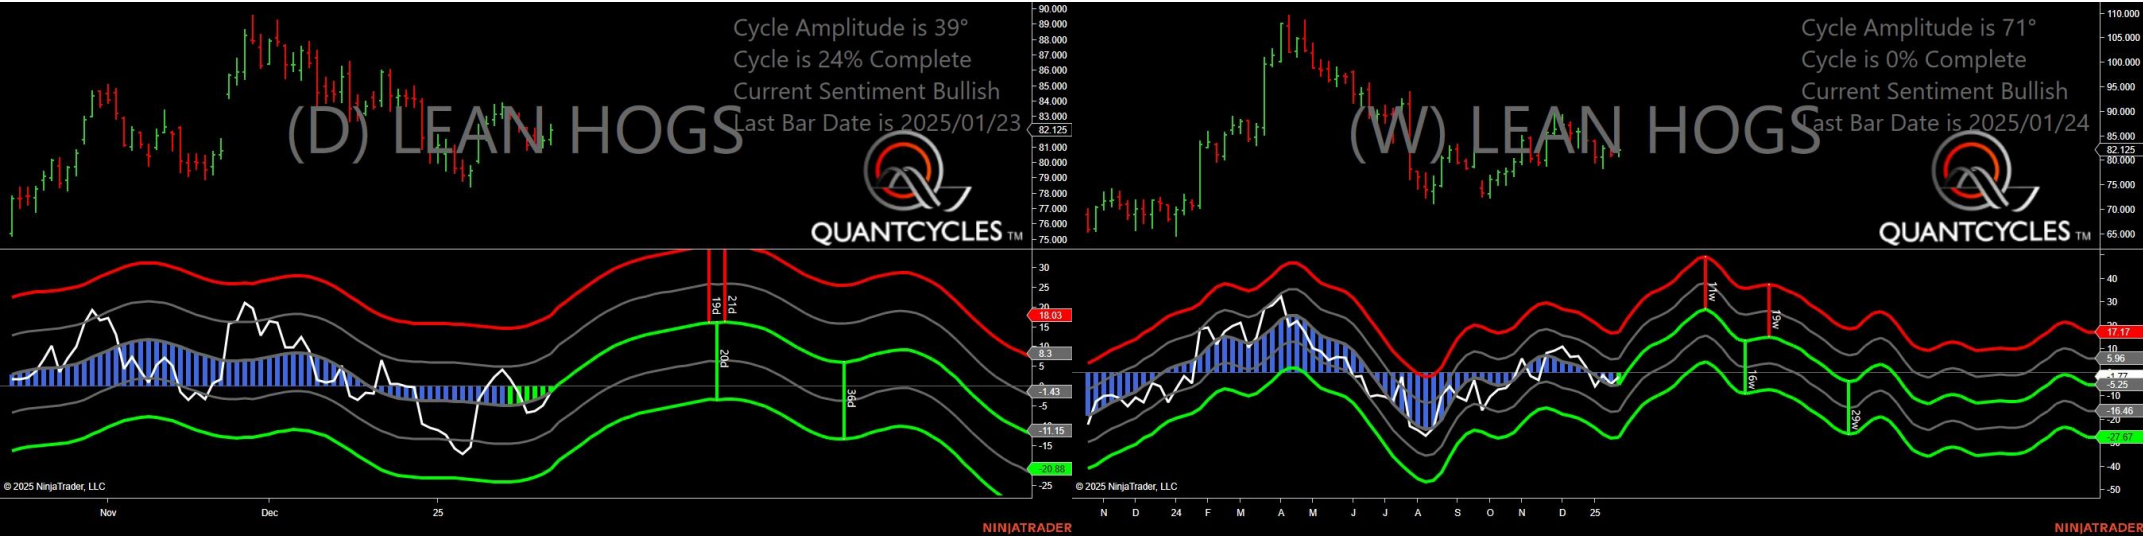 Cycle Amplitude is 39°
Cycle is 24% Complete
Current Sentiment Bullish
Last Bar Date is 2025/01/23
(D) LEAN HOGS
QUANTCYCLES TM
90.000
89.000
88.000
87.000
86.000
85.000
84.000
83.000
82.125
81.000
80.000
79.000
78.000
77.000
76.000
75.000
30
25
20
18.03
15
8.3
5
-1.43
-5
-11.15
-15
-20.88
-25
19d
21d
20d
36d
© 2025 NinjaTrader, LLC
Nov
Dec
25
NINJATRADER
Cycle Amplitude is 71°
Cycle is 0% Complete
Current Sentiment Bullish
Last Bar Date is 2025/01/24
(W) LEAN HOGS
QUANTCYCLES TM
110.000
105.000
100.000
95.000
90.000
85.000
82.125
80.000
75.000
70.000
65.000
40
30
17.17
10
5.96
-1.77
-5.25
-10
-16.46
-20
-27.67
-40
-50
11w
19w
16w
29w
© 2025 NinjaTrader, LLC
N
D
24
F
M
A
M
J
J
A
S
O
N
D
25
NINJATRADER